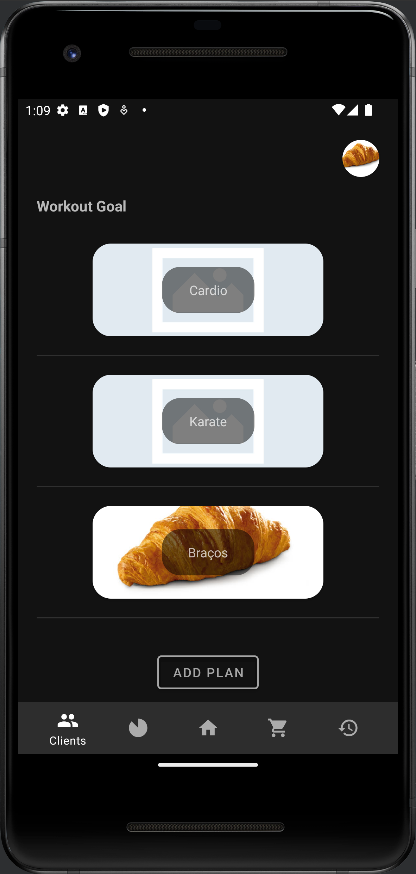 1:09
Workout Goal
Cardio
Karate
Braços
ADD PLAN
Clients